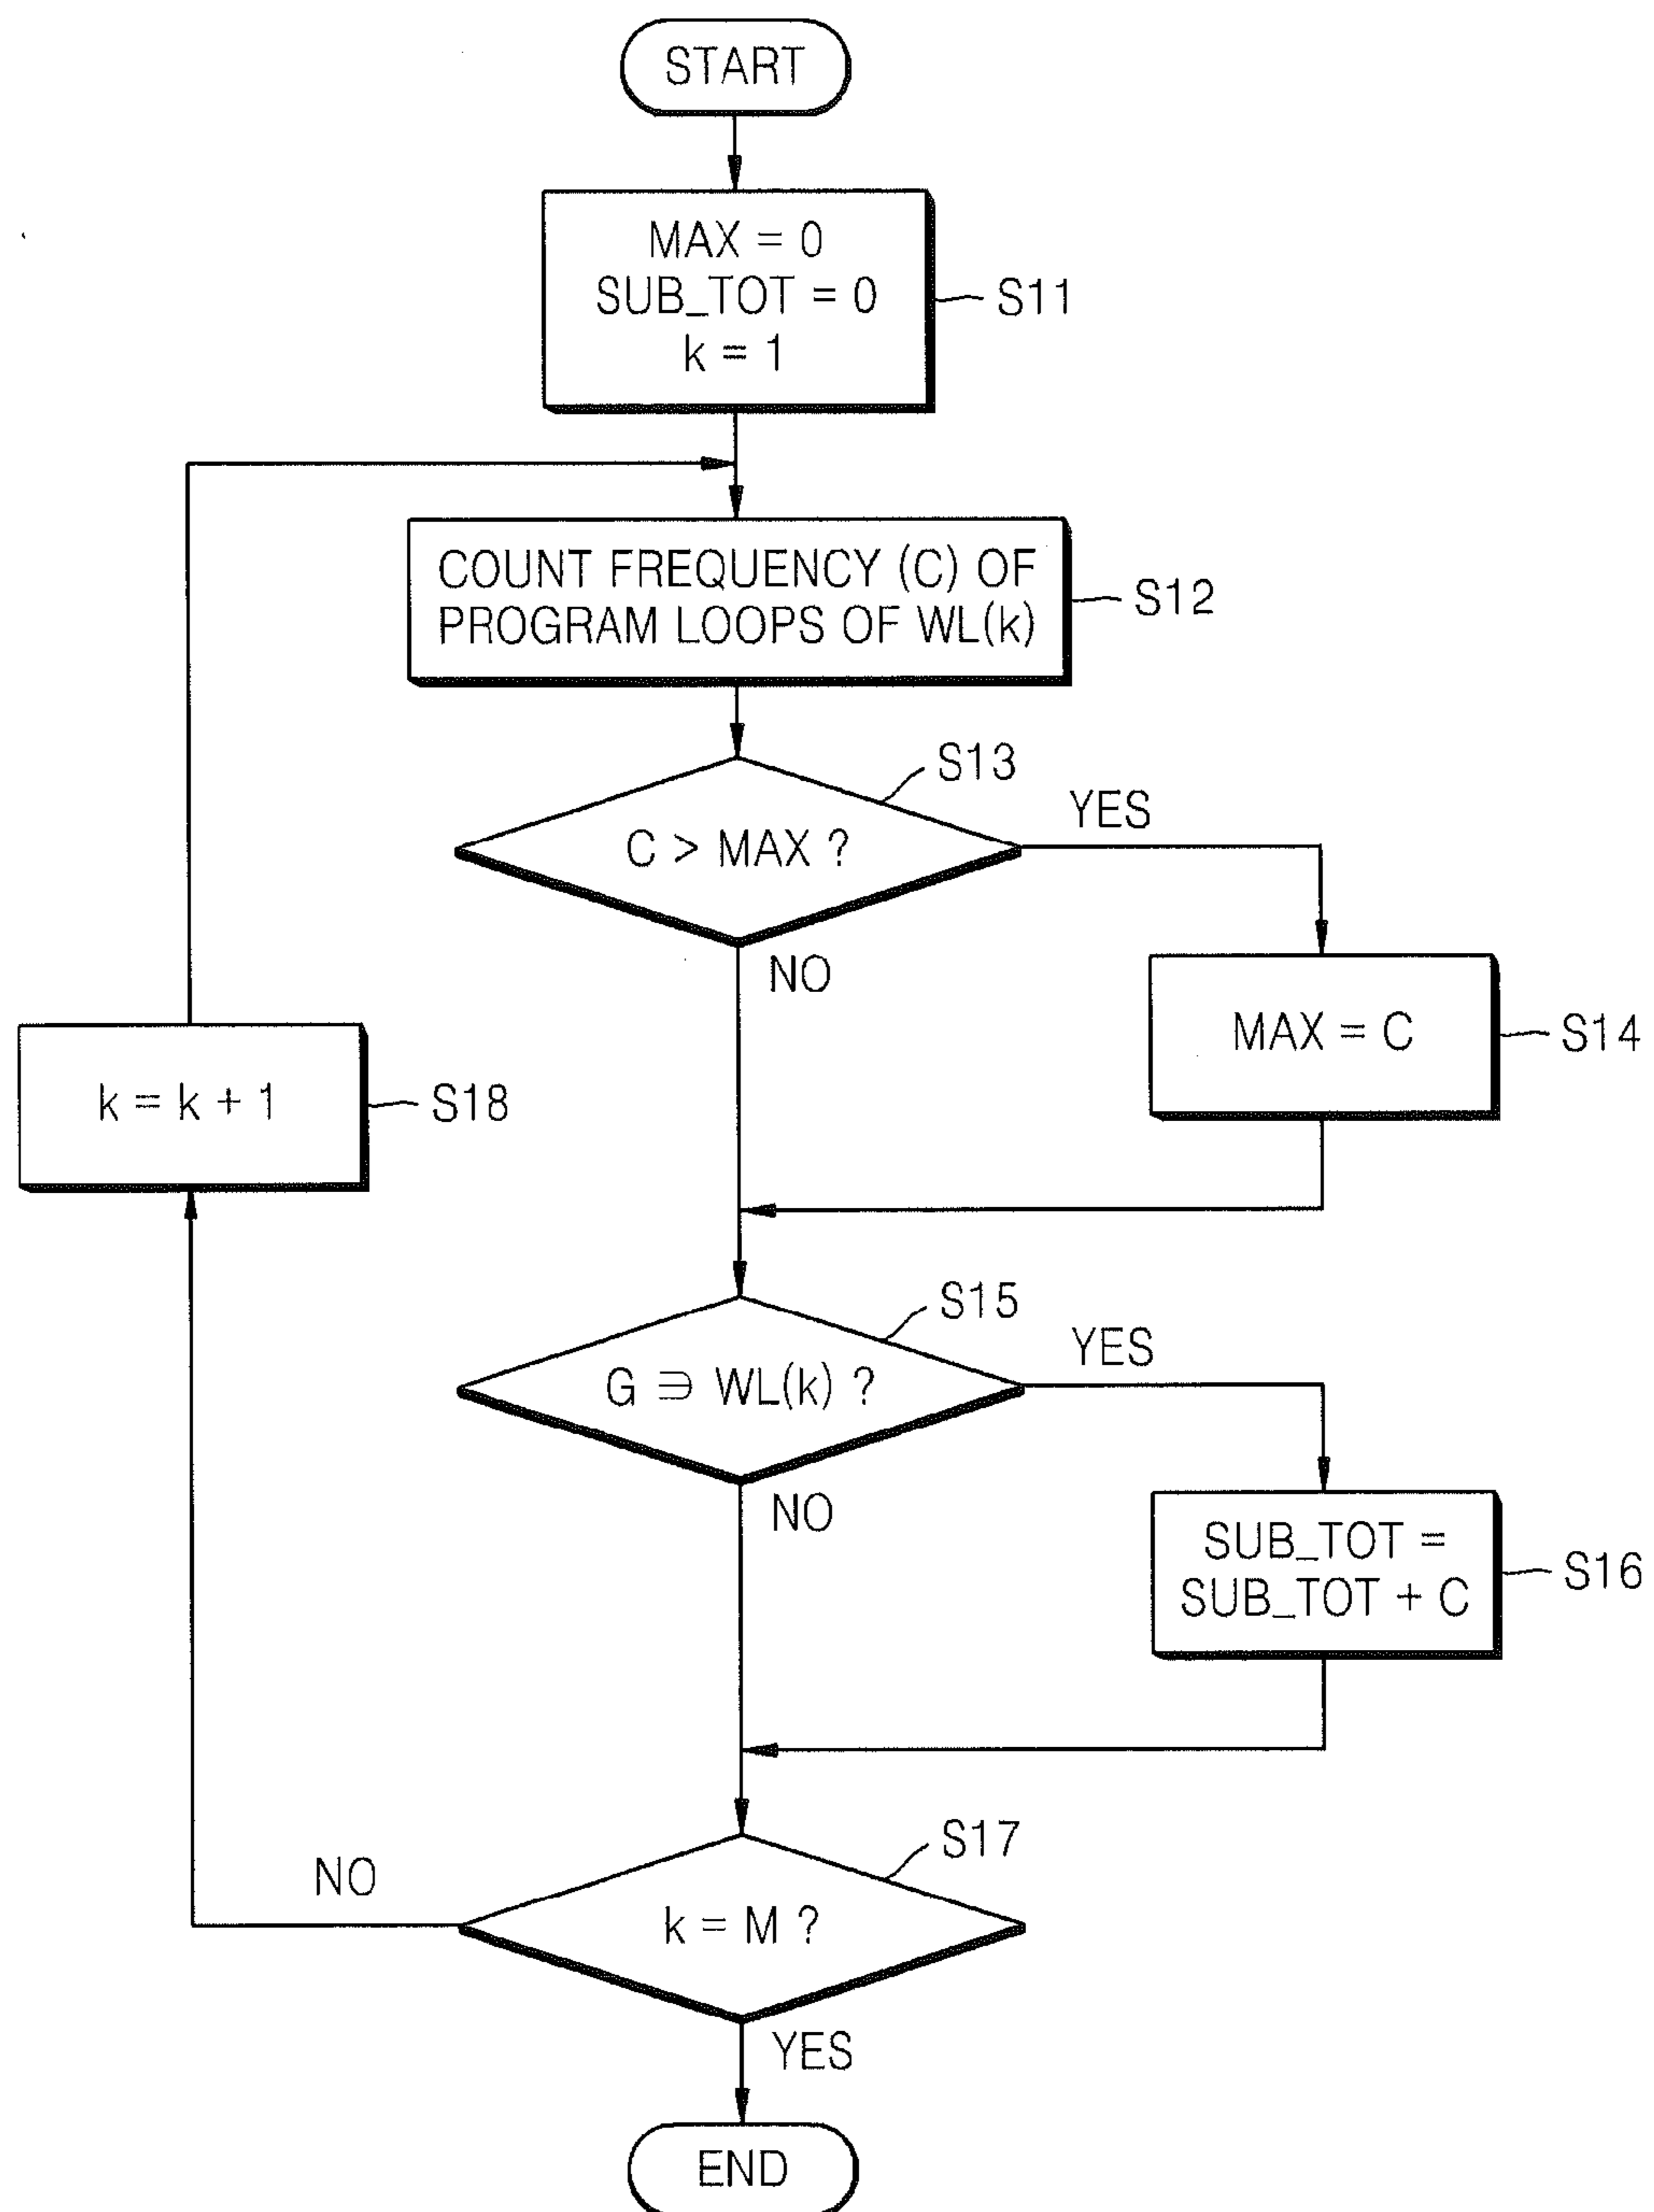 START
MAX = 0
SUB_TOT = 0
k = 1
S11
COUNT FREQUENCY (C) OF
PROGRAM LOOPS OF WL(k)
S12
S13
C > MAX ?
YES
NO
MAX = C
S14
k = k + 1
S18
S15
G ∋ WL(k) ?
YES
NO
SUB_TOT =
SUB_TOT + C
S16
S17
k = M ?
NO
YES
END